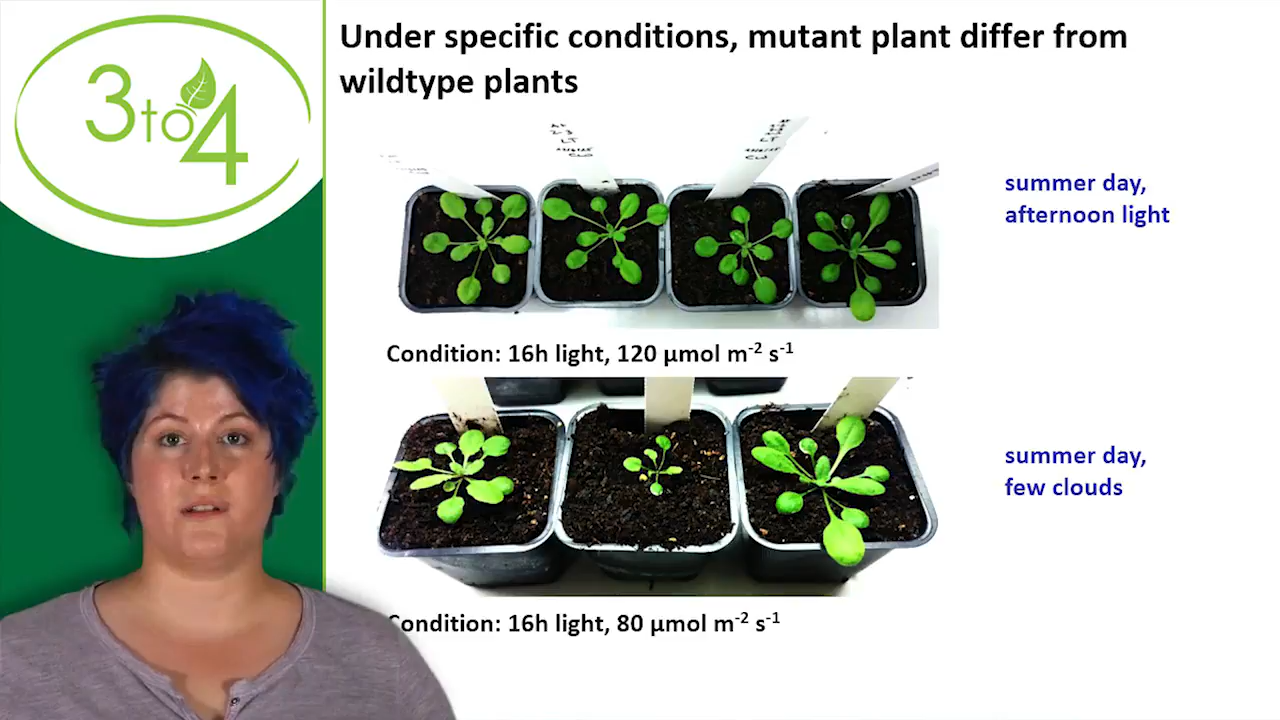 3to4
Under specific conditions, mutant plant differ from
wildtype plants
LT
summer day,
afternoon light
Condition: 16h light, 120 µmol m-2 s-1
summer day,
few clouds
Condition: 16h light, 80 µmol m-2 s-1